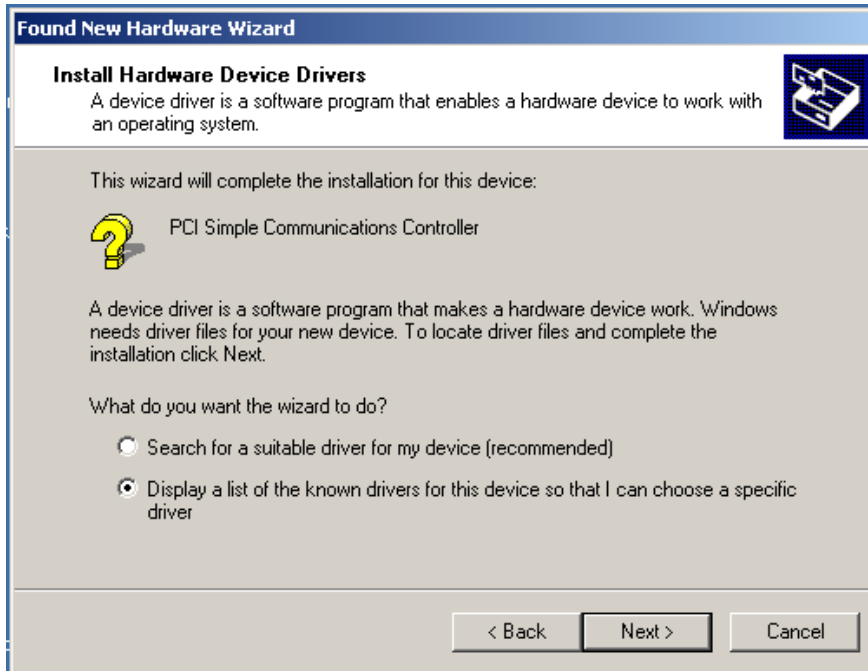 Found New Hardware Wizard
Install Hardware Device Drivers
A device driver is a software program that enables a hardware device to work with
an operating system.
This wizard will complete the installation for this device:
PCI Simple Communications Controller
A device driver is a software program that makes a hardware device work. Windows
needs driver files for your new device. To locate driver files and complete the
installation click Next.
What do you want the wizard to do?
Search for a suitable driver for my device (recommended)
Display a list of the known drivers for this device so that I can choose a specific
driver
< Back
Next >
Cancel